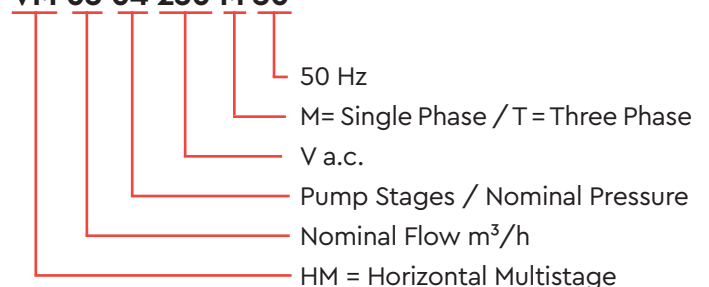 50 Hz
M= Single Phase / T = Three Phase
V a.c.
Pump Stages / Nominal Pressure
Nominal Flow m³/h
HM = Horizontal Multistage